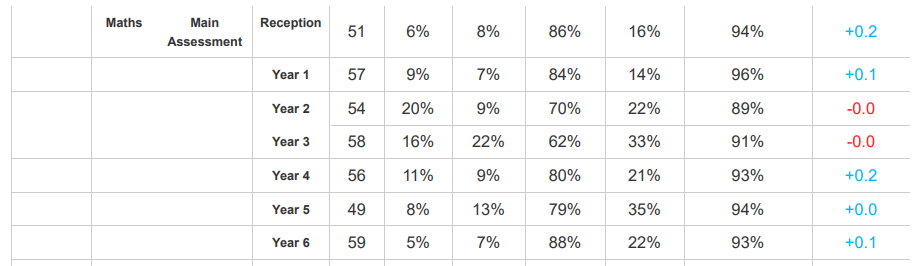 Maths Main Assessment Reception 51 6% 8% 86% 16% 94% +0.2
Year 1 57 9% 7% 84% 14% 96% +0.1
Year 2 54 20% 9% 70% 22% 89% -0.0
Year 3 58 16% 22% 62% 33% 91% -0.0
Year 4 56 11% 9% 80% 21% 93% +0.2
Year 5 49 8% 13% 79% 35% 94% +0.0
Year 6 59 5% 7% 88% 22% 93% +0.1